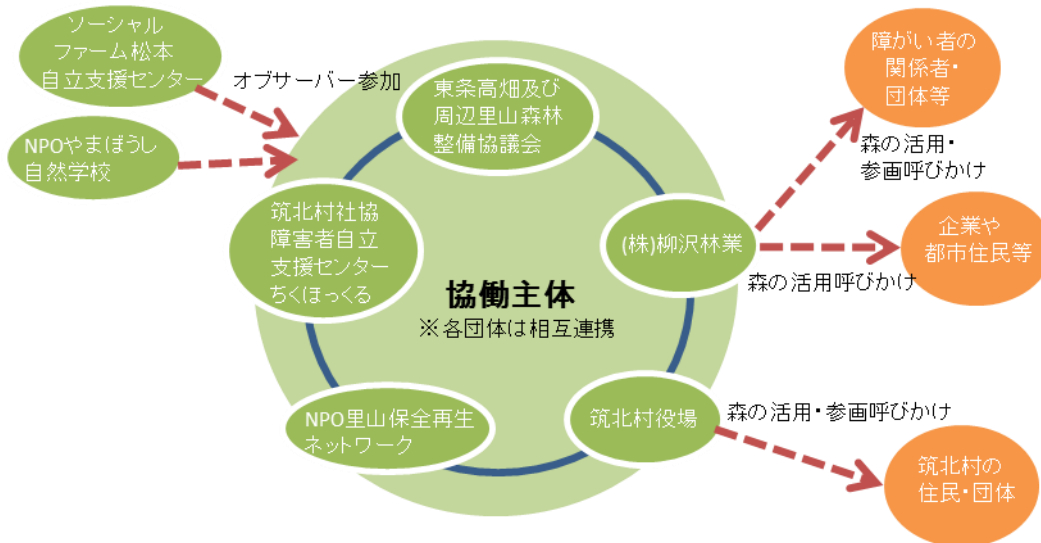 ソーシャル
ファーム松本
自立支援センター
オブサーバー参加
NPOやまぼうし
自然学校
東条高畑及び
周辺里山森林
整備協議会
筑北村社協
障害者自立
支援センター
ちくほっくる
(株)柳沢林業
協働主体
※各団体は相互連携
NPO里山保全再生
ネットワーク
筑北村役場
障がい者の
関係者・
団体等
森の活用・
参画呼びかけ
企業や
都市住民等
森の活用呼びかけ
森の活用・参画呼びかけ
筑北村の
住民・団体